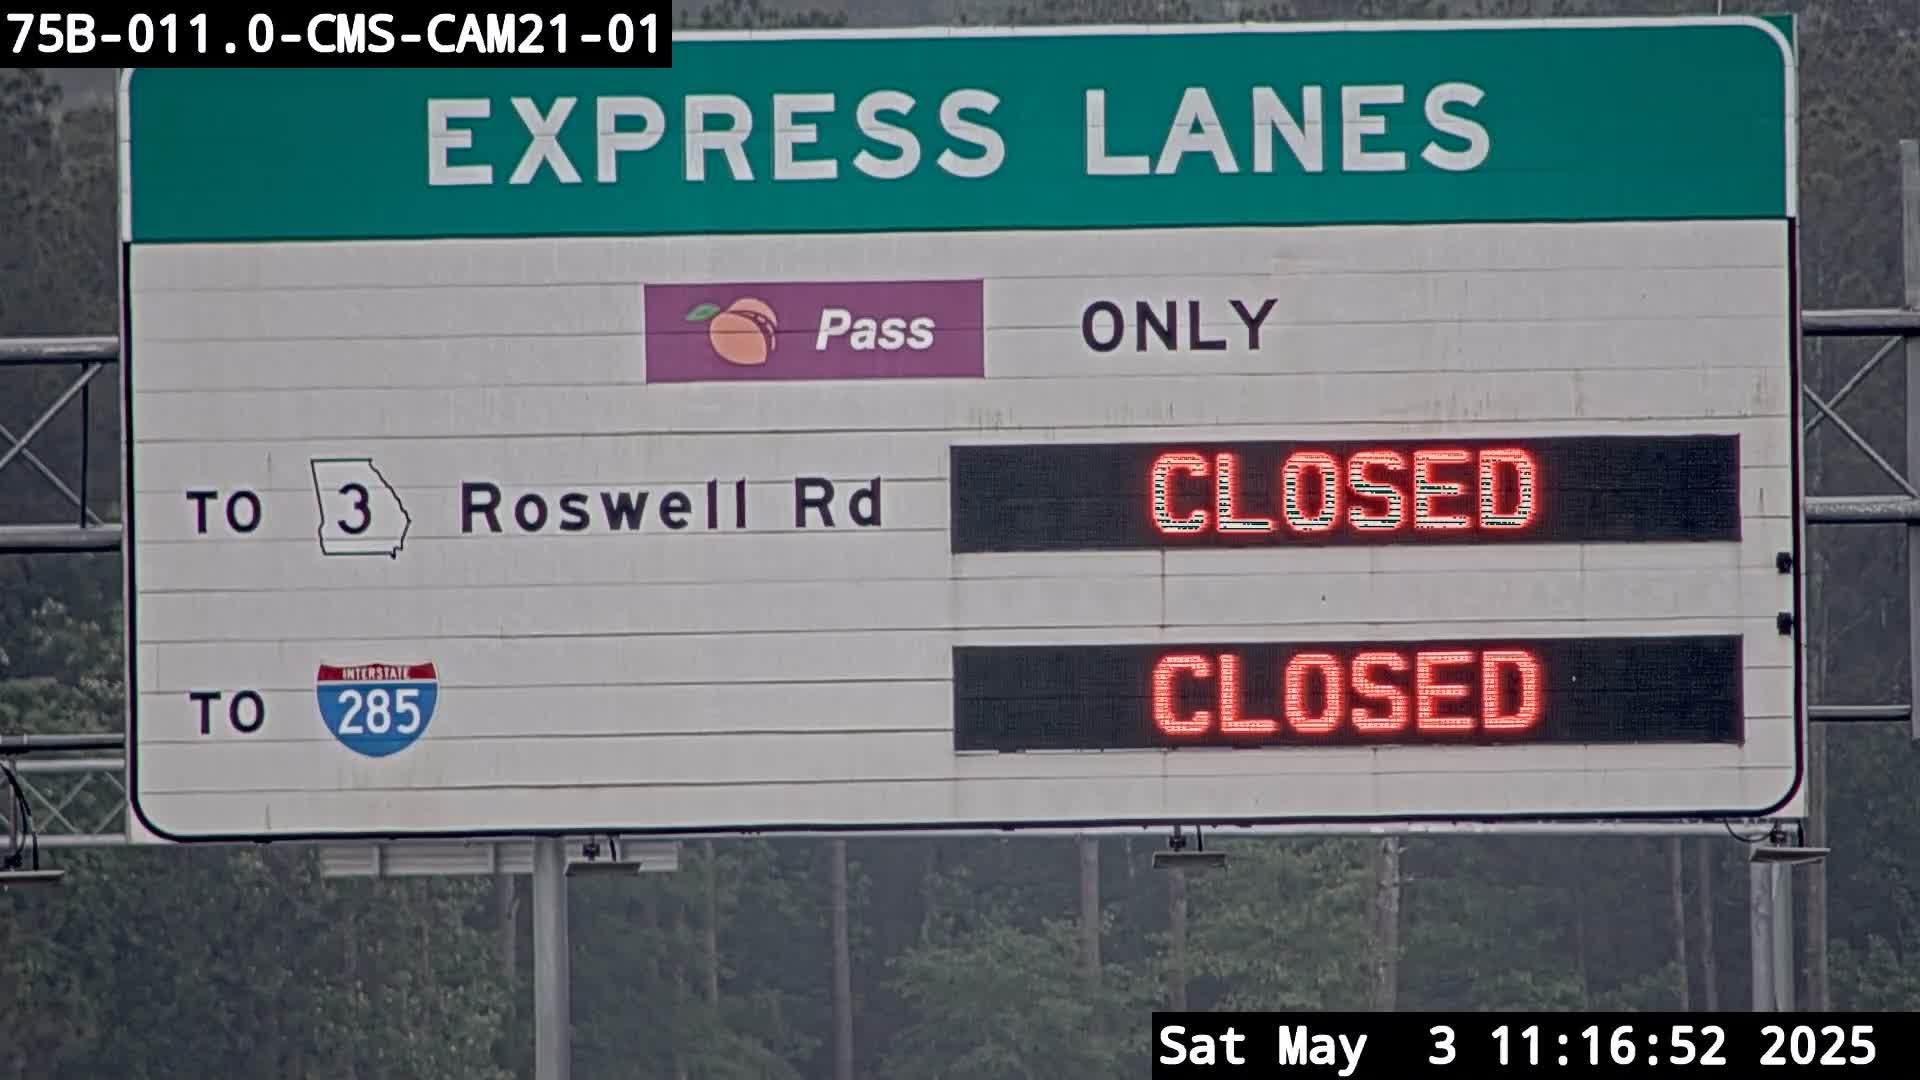 75B-011.0-CMS-CAM21-01
EXPRESS LANES
Pass ONLY
TO 3 Roswell Rd CLOSED
TO INTERSTATE 285 CLOSED
Sat May 3 11:16:52 2025